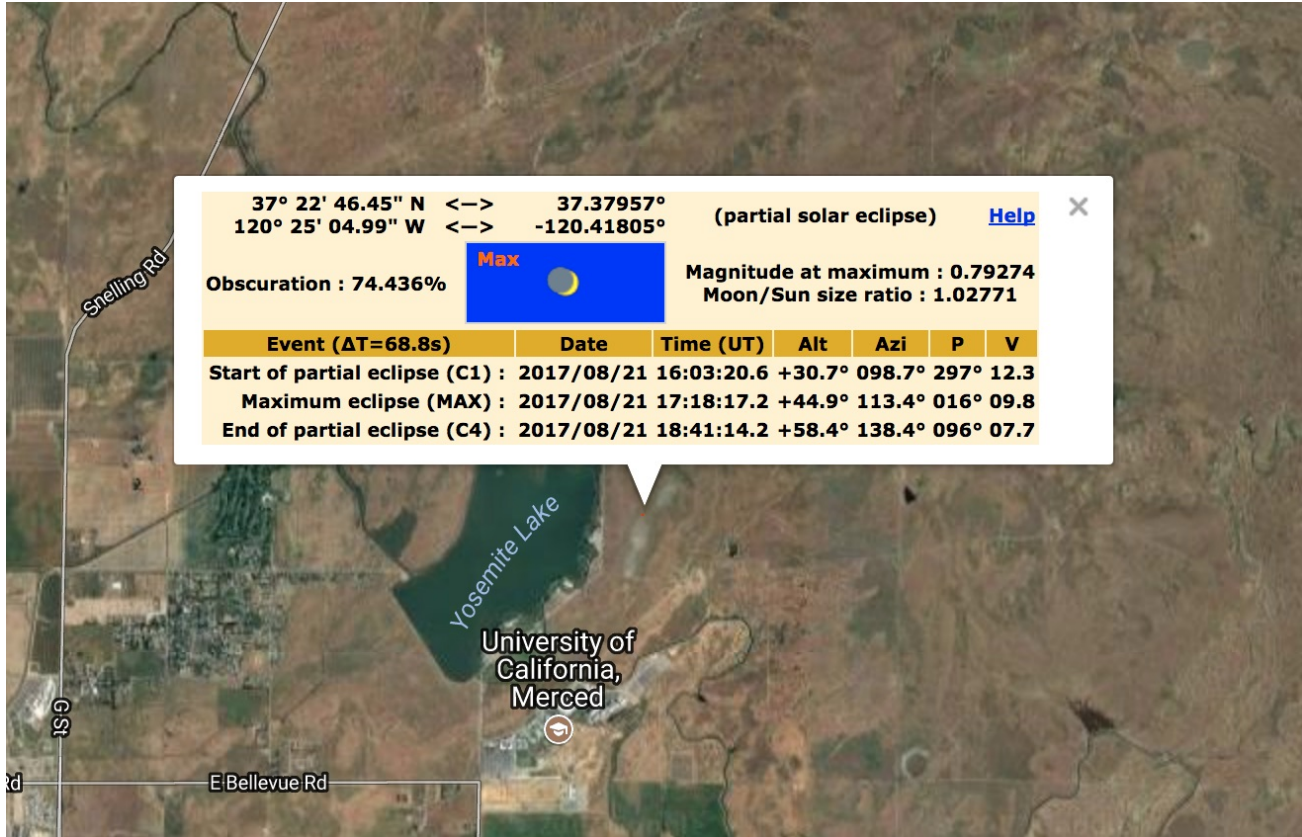 37° 22' 46.45" N <—> 37.37957°
120° 25' 04.99" W <—> -120.41805°
(partial solar eclipse)
Help
×
Obscuration : 74.436%
Max
Magnitude at maximum : 0.79274
Moon/Sun size ratio : 1.02771
Event (ΔT=68.8s) Date Time (UT) Alt Azi P V
Start of partial eclipse (C1) : 2017/08/21 16:03:20.6 +30.7° 098.7° 297° 12.3
Maximum eclipse (MAX) : 2017/08/21 17:18:17.2 +44.9° 113.4° 016° 09.8
End of partial eclipse (C4) : 2017/08/21 18:41:14.2 +58.4° 138.4° 096° 07.7
Snelling Rd
Yosemite Lake
University of
California,
Merced
G St
Rd
E Bellevue Rd